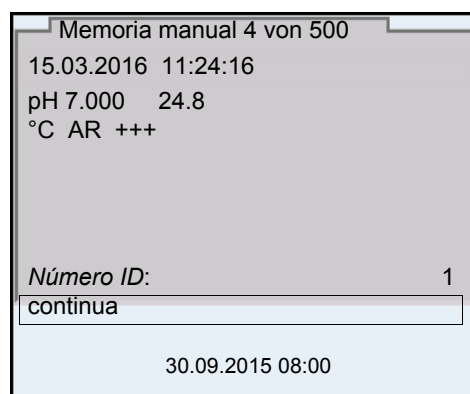 Memoria manual 4 von 500
15.03.2016 11:24:16
pH 7.000 24.8
°C AR +++
Número ID: 1
continua
30.09.2015 08:00